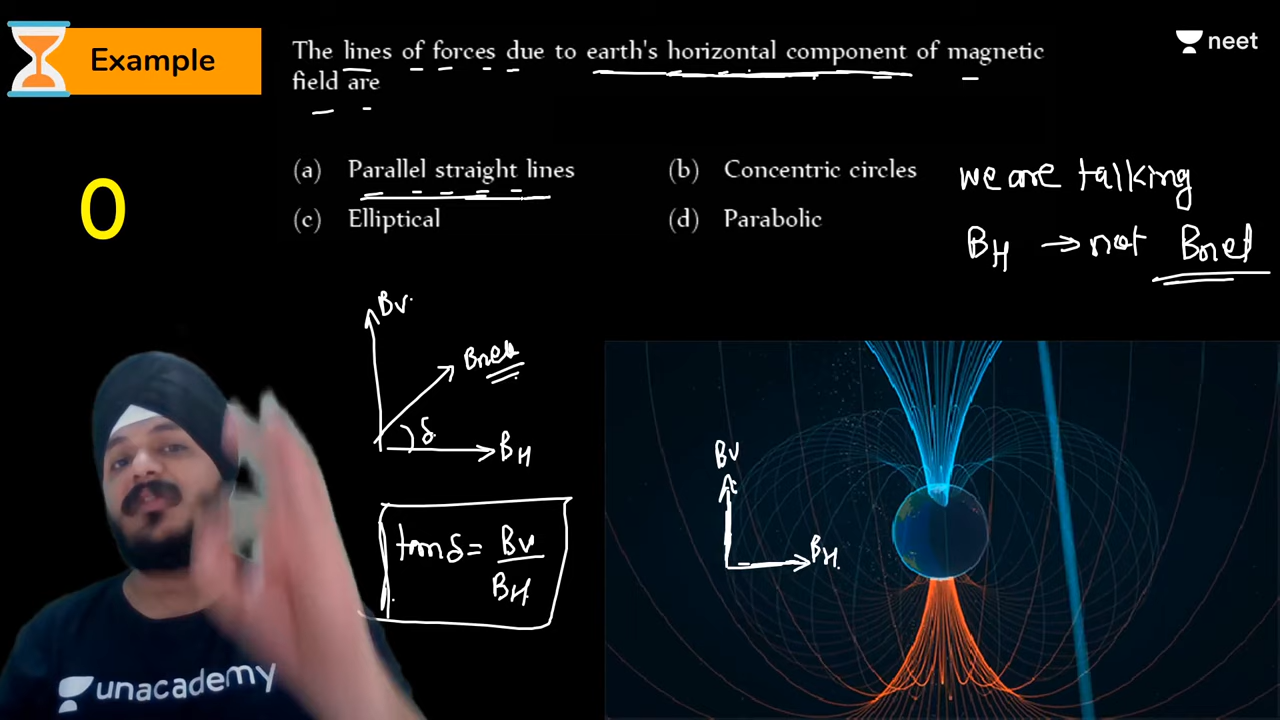 Example
The lines of forces due to earth's horizontal component of magnetic
field are
neet
0
(a) Parallel straight lines (b) Concentric circles
(c) Elliptical (d) Parabolic
we are talking
BH → not Bnet
Bv
Bnet
δ
BH
tanδ = Bv
BH
Bv
BH
unacademy